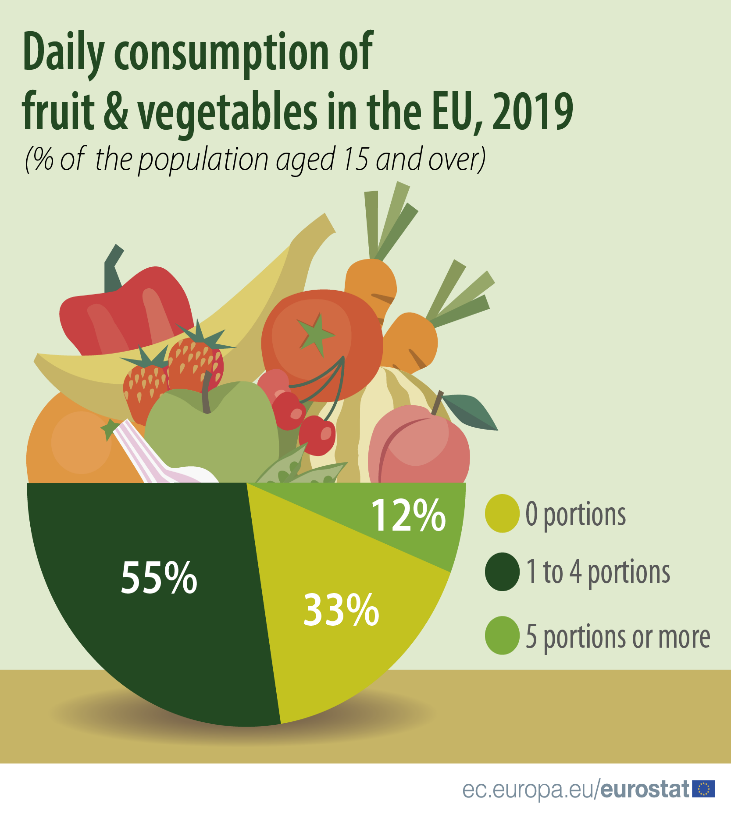 Daily consumption of
fruit & vegetables in the EU, 2019
(% of the population aged 15 and over)
12%
0 portions
55%
1 to 4 portions
33%
5 portions or more
ec.europa.eu/eurostat